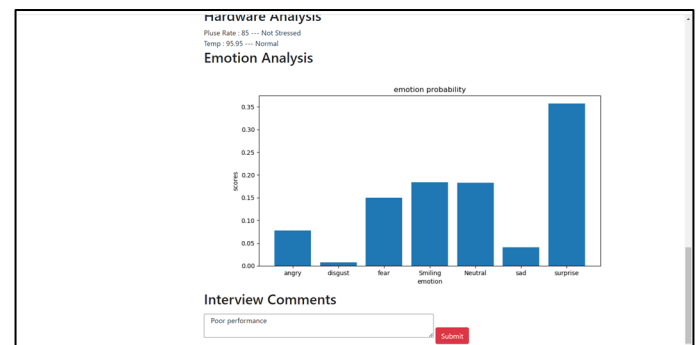 Hardware Analysis
Pluse Rate : 85 --- Not Stressed
Temp : 95.95 --- Normal
Emotion Analysis
emotion probability
0.35
0.30
0.25
0.20
0.15
0.10
0.05
0.00
scores
angry disgust fear Smiling Neutral sad surprise
emotion
Interview Comments
Poor performance
Submit